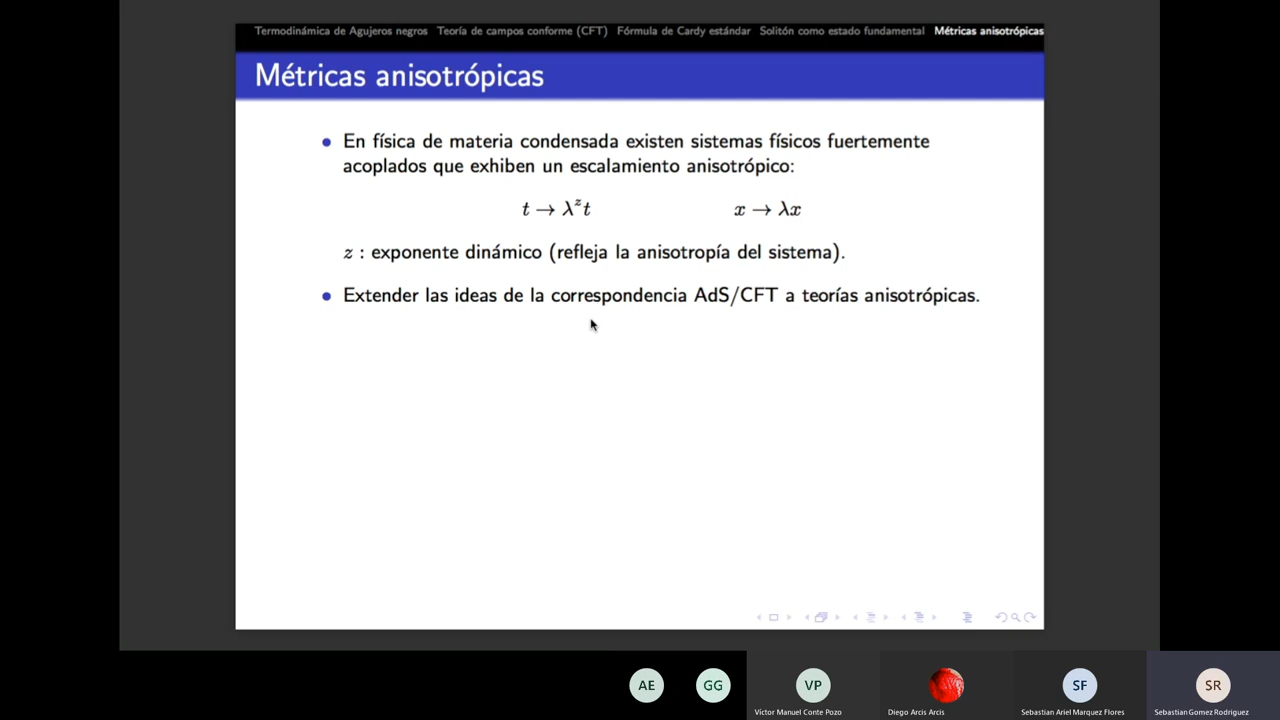 Termodinámica de Agujeros negros Teoría de campos conforme (CFT) Fórmula de Cardy estándar Solitón como estado fundamental Métricas anisotrópicas
Métricas anisotrópicas
• En física de materia condensada existen sistemas físicos fuertemente
acoplados que exhiben un escalamiento anisotrópico:
t → λ^z t x → λx
z : exponente dinámico (refleja la anisotropía del sistema).
• Extender las ideas de la correspondencia AdS/CFT a teorías anisotrópicas.
AE GG VP SF SR
Víctor Manuel Conte Pozo Diego Arcis Arcis Sebastian Ariel Marquez Flores Sebastian Gomez Rodriguez